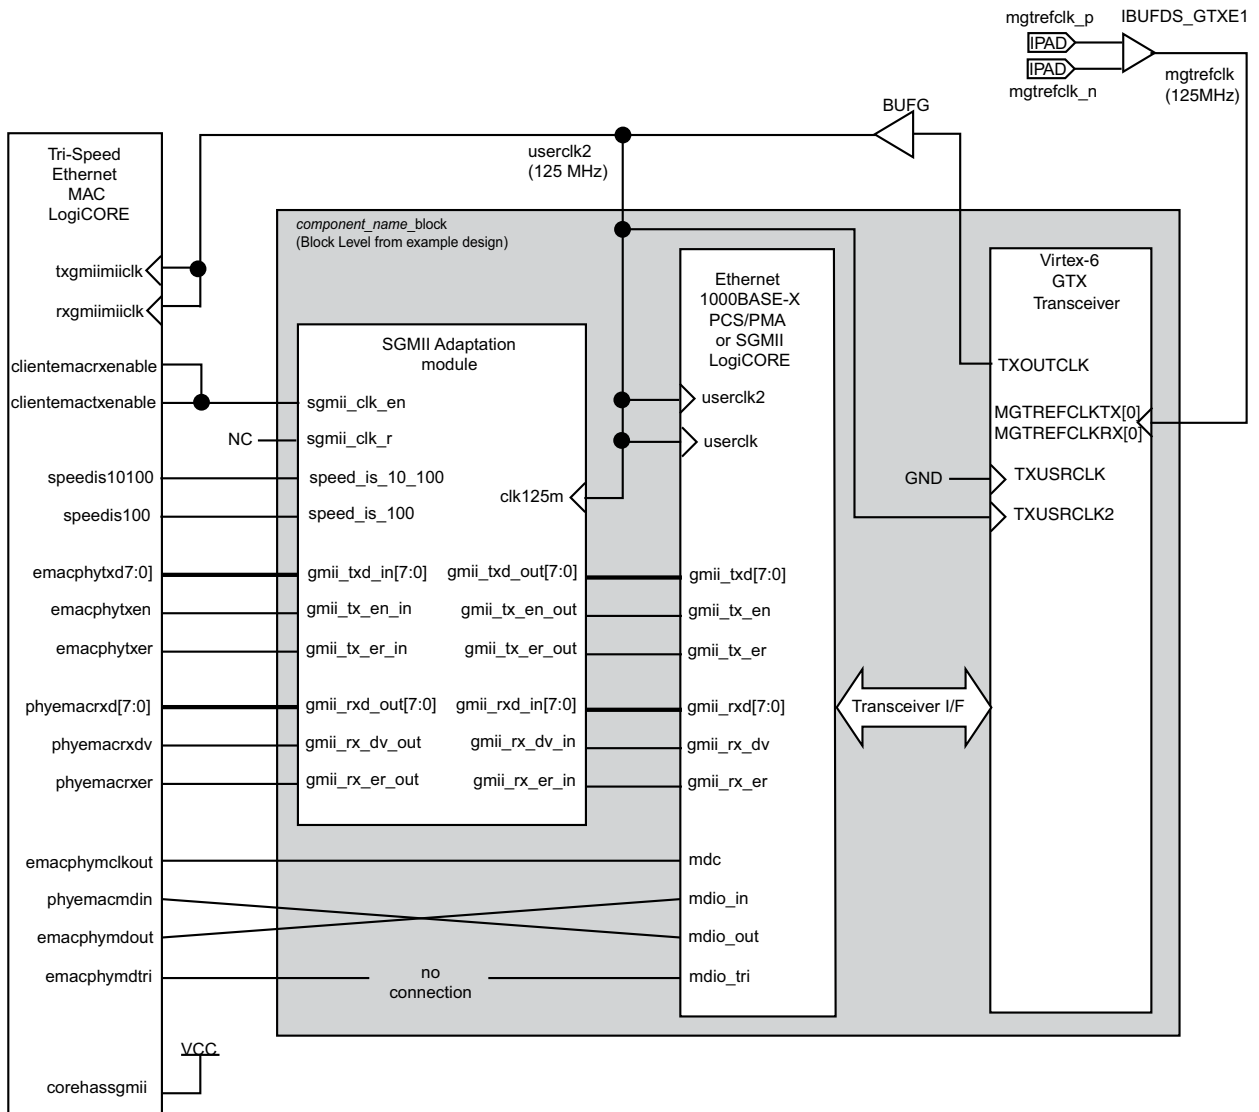 mgtrefclk_p
IBUFDS_GTXE1
IPAD
IPAD
mgtrefclk_n
mgtrefclk
(125MHz)
BUFG
userclk2
(125 MHz)
Tri-Speed
Ethernet
MAC
LogiCORE
txgmiimiiclk
rxgmiimiiclk
clientemacrxenable
clientemactxenable
NC
speedis10100
speedis100
emacphytxd7:0]
emacphytxen
emacphytxer
phyemacrxd[7:0]
phyemacrxdv
phyemacrxer
emacphymclkout
phyemacmdin
emacphymdout
emacphymdtri
VCC
corehassgmii
component_name_block
(Block Level from example design)
SGMII Adaptation
module
sgmii_clk_en
sgmii_clk_r
speed_is_10_100
speed_is_100
clk125m
gmii_txd_in[7:0]
gmii_txd_out[7:0]
gmii_tx_en_in
gmii_tx_en_out
gmii_tx_er_in
gmii_tx_er_out
gmii_rxd_out[7:0]
gmii_rxd_in[7:0]
gmii_rx_dv_out
gmii_rx_dv_in
gmii_rx_er_out
gmii_rx_er_in
no
connection
Ethernet
1000BASE-X
PCS/PMA
or SGMII
LogiCORE
userclk2
userclk
gmii_txd[7:0]
gmii_tx_en
gmii_tx_er
gmii_rxd[7:0]
gmii_rx_dv
gmii_rx_er
mdc
mdio_in
mdio_out
mdio_tri
Transceiver I/F
Virtex-6
GTX
Transceiver
TXOUTCLK
MGTREFCLKTX[0]
MGTREFCLKRX[0]
GND
TXUSRCLK
TXUSRCLK2